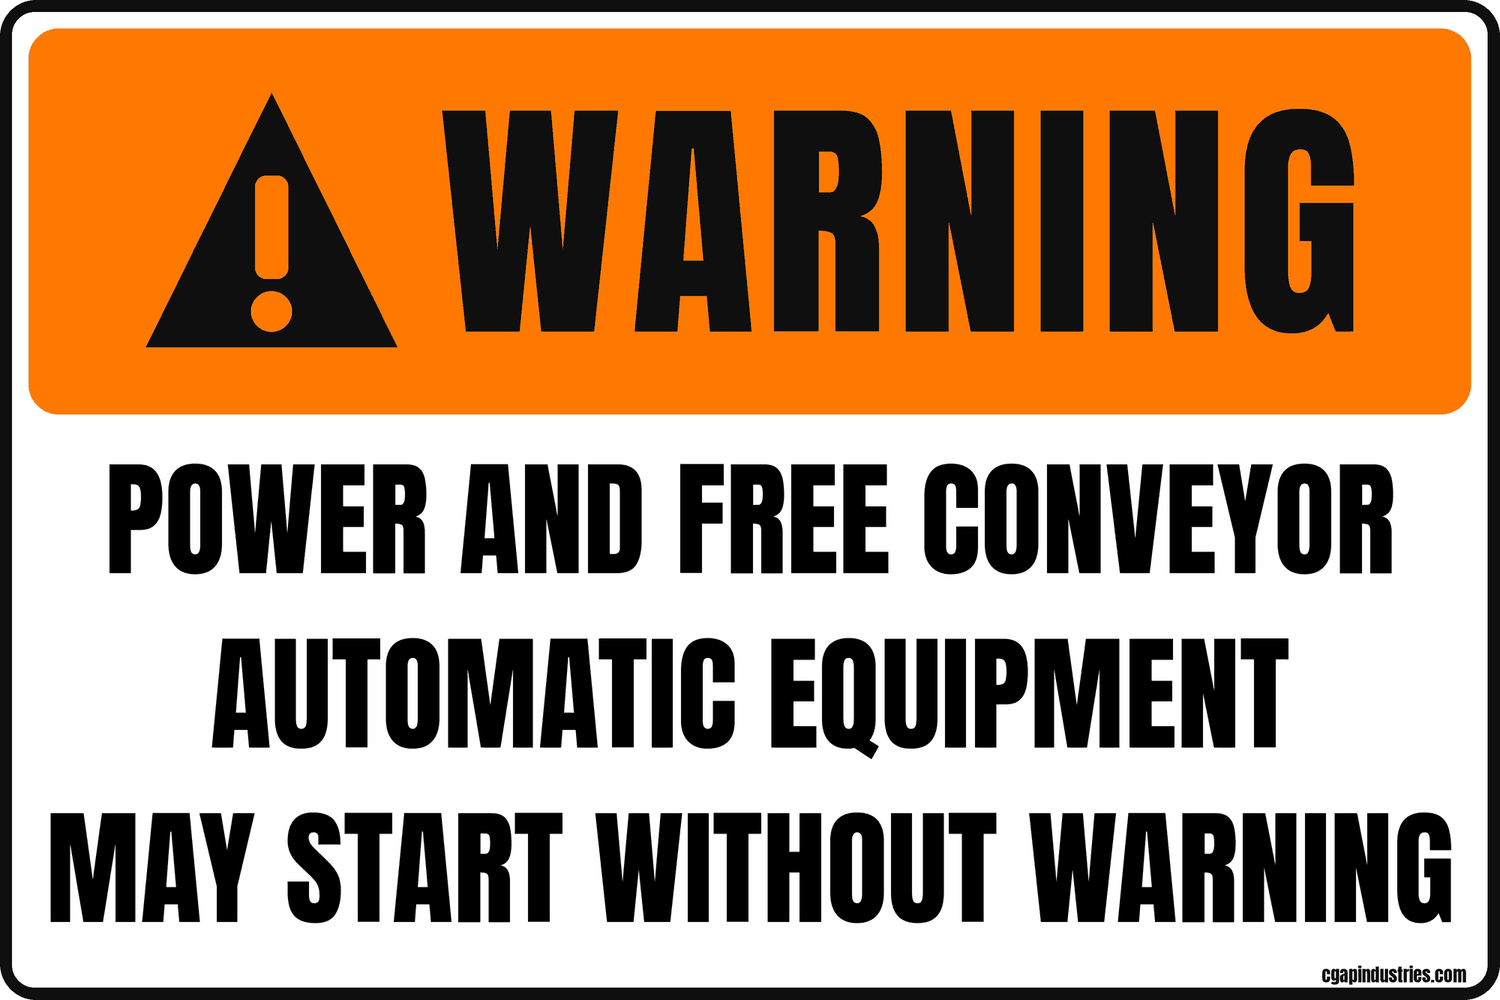 WARNING
POWER AND FREE CONVEYOR
AUTOMATIC EQUIPMENT
MAY START WITHOUT WARNING
cgapindustries.com